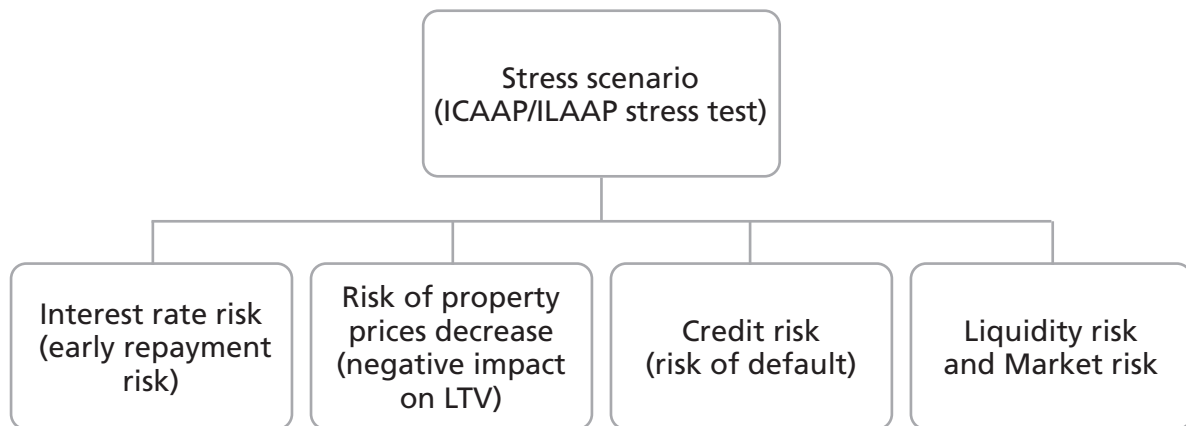 Stress scenario
(ICAAP/ILAAP stress test)
Interest rate risk
(early repayment
risk)
Risk of property
prices decrease
(negative impact
on LTV)
Credit risk
(risk of default)
Liquidity risk
and Market risk